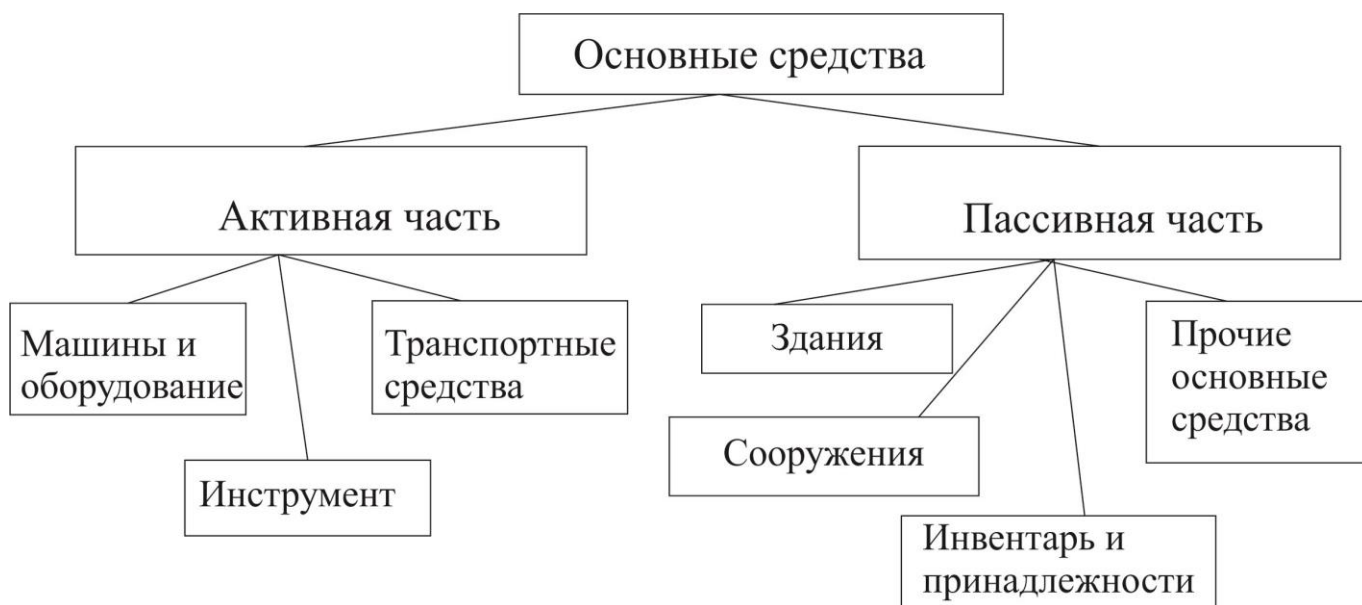 Основные средства
Активная часть
Пассивная часть
Машины и
оборудование
Транспортные
средства
Инструмент
Здания
Сооружения
Инвентарь и
принадлежности
Прочие
основные
средства